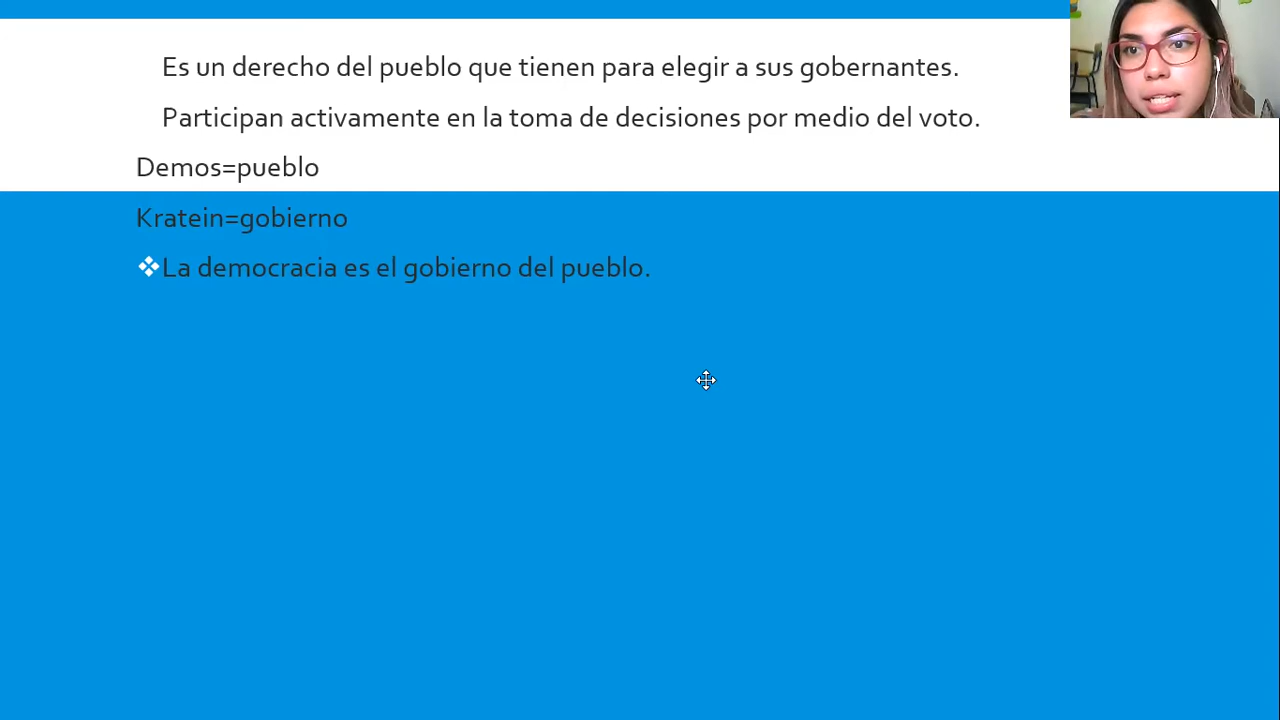 Es un derecho del pueblo que tienen para elegir a sus gobernantes.
Participan activamente en la toma de decisiones por medio del voto.
Demos=pueblo
Kratein=gobierno
La democracia es el gobierno del pueblo.